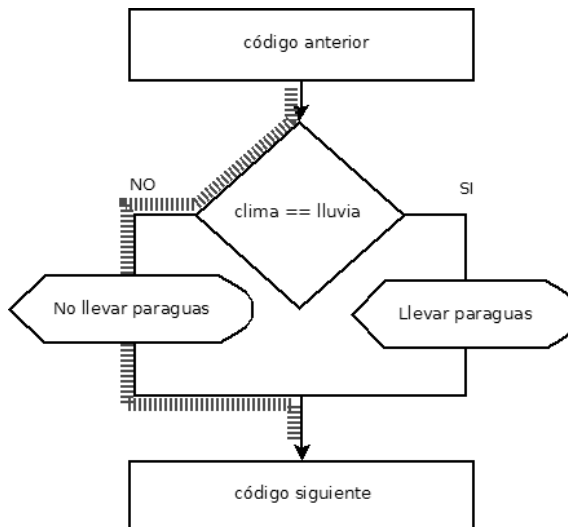 código anterior
NO
SI
clima == lluvia
No llevar paraguas
Llevar paraguas
código siguiente